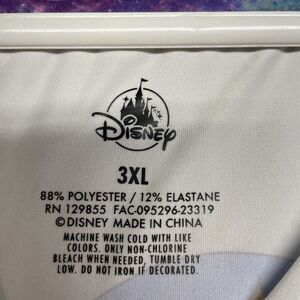 Disney
3XL
88% POLYESTER / 12% ELASTANE
RN 129855 FAC-095296-23319
©DISNEY MADE IN CHINA
MACHINE WASH COLD WITH LIKE
COLORS. ONLY NON-CHLORINE
BLEACH WHEN NEEDED, TUMBLE DRY
LOW. DO NOT IRON IF DECORATED.